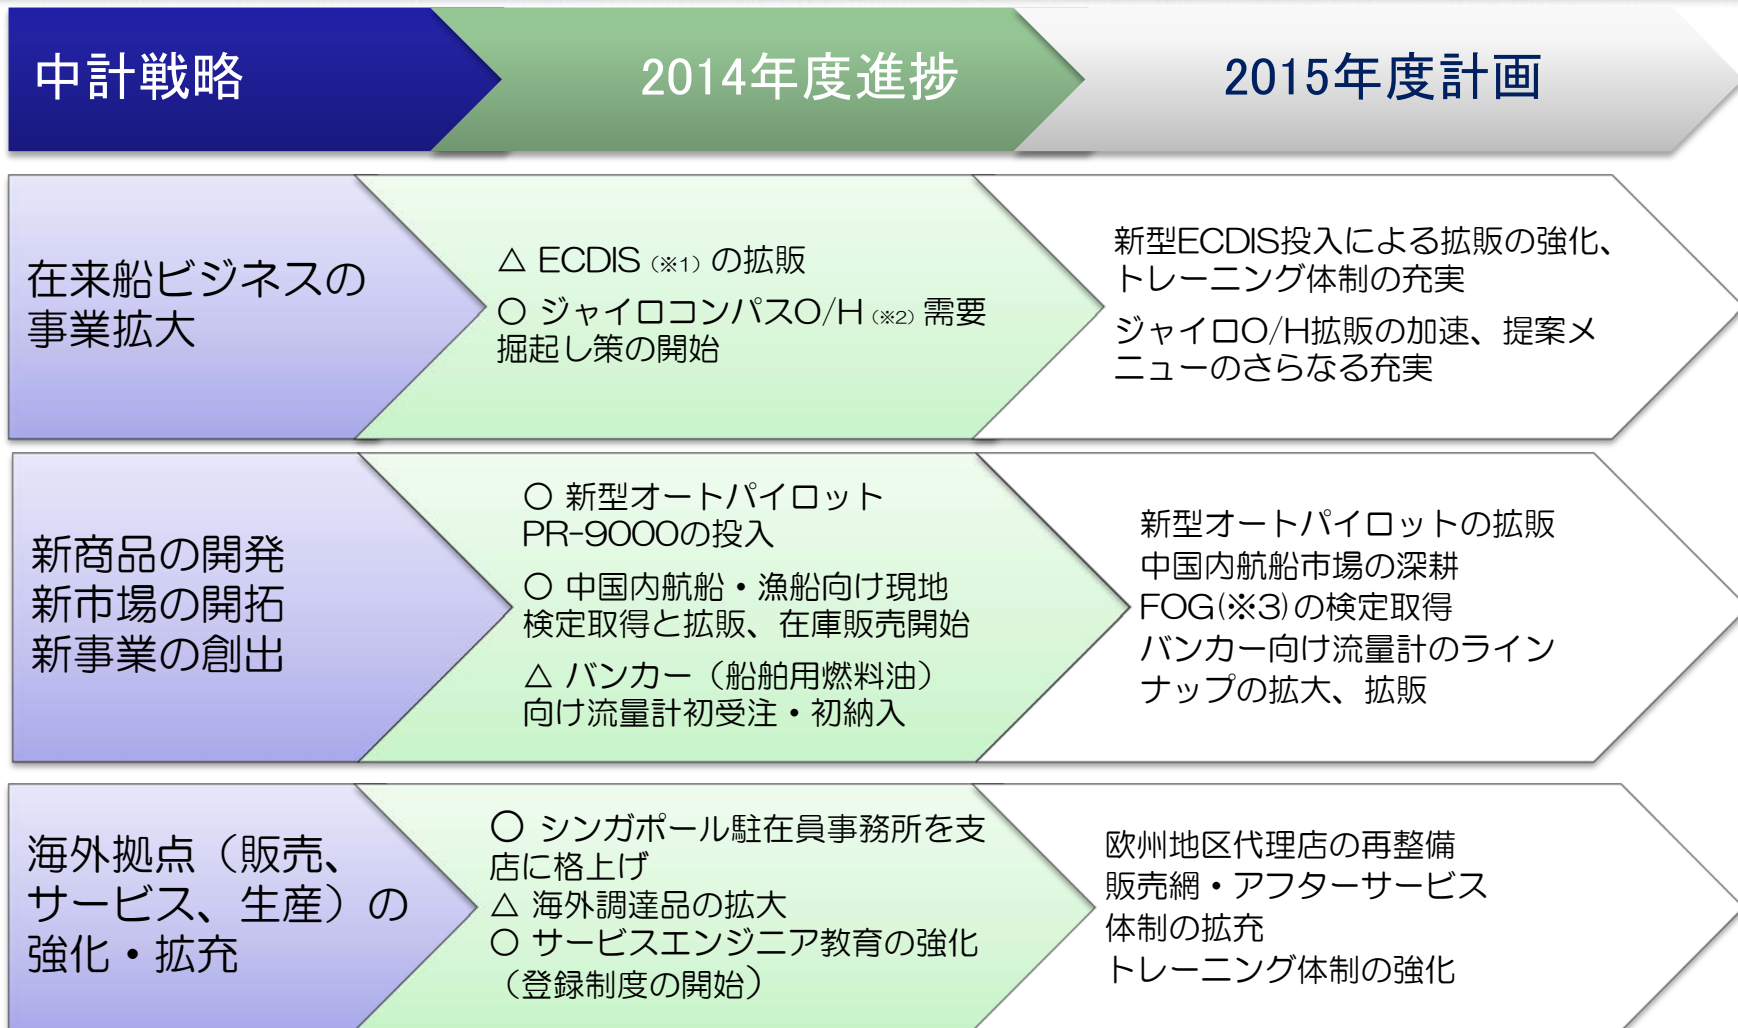 中計戦略
2014年度進捗
2015年度計画
在来船ビジネスの
事業拡大
△ ECDIS（※1）の拡販
〇 ジャイロコンパスO/H（※2）需要
掘起し策の開始
新型ECDIS投入による拡販の強化、
トレーニング体制の充実
ジャイロO/H拡販の加速、提案メ
ニューのさらなる充実
新商品の開発
新市場の開拓
新事業の創出
〇 新型オートパイロット
PR-9000の投入
〇 中国内航船・漁船向け現地
検定取得と拡販、在庫販売開始
△ バンカー（船舶用燃料油）
向け流量計初受注・初納入
新型オートパイロットの拡販
中国内航船市場の深耕
FOG(※3)の検定取得
バンカー向け流量計のライン
ナップの拡大、拡販
海外拠点（販売、
サービス、生産）の
強化・拡充
〇 シンガポール駐在員事務所を支
店に格上げ
△ 海外調達品の拡大
〇 サービスエンジニア教育の強化
（登録制度の開始）
欧州地区代理店の再整備
販売網・アフターサービス
体制の拡充
トレーニング体制の強化